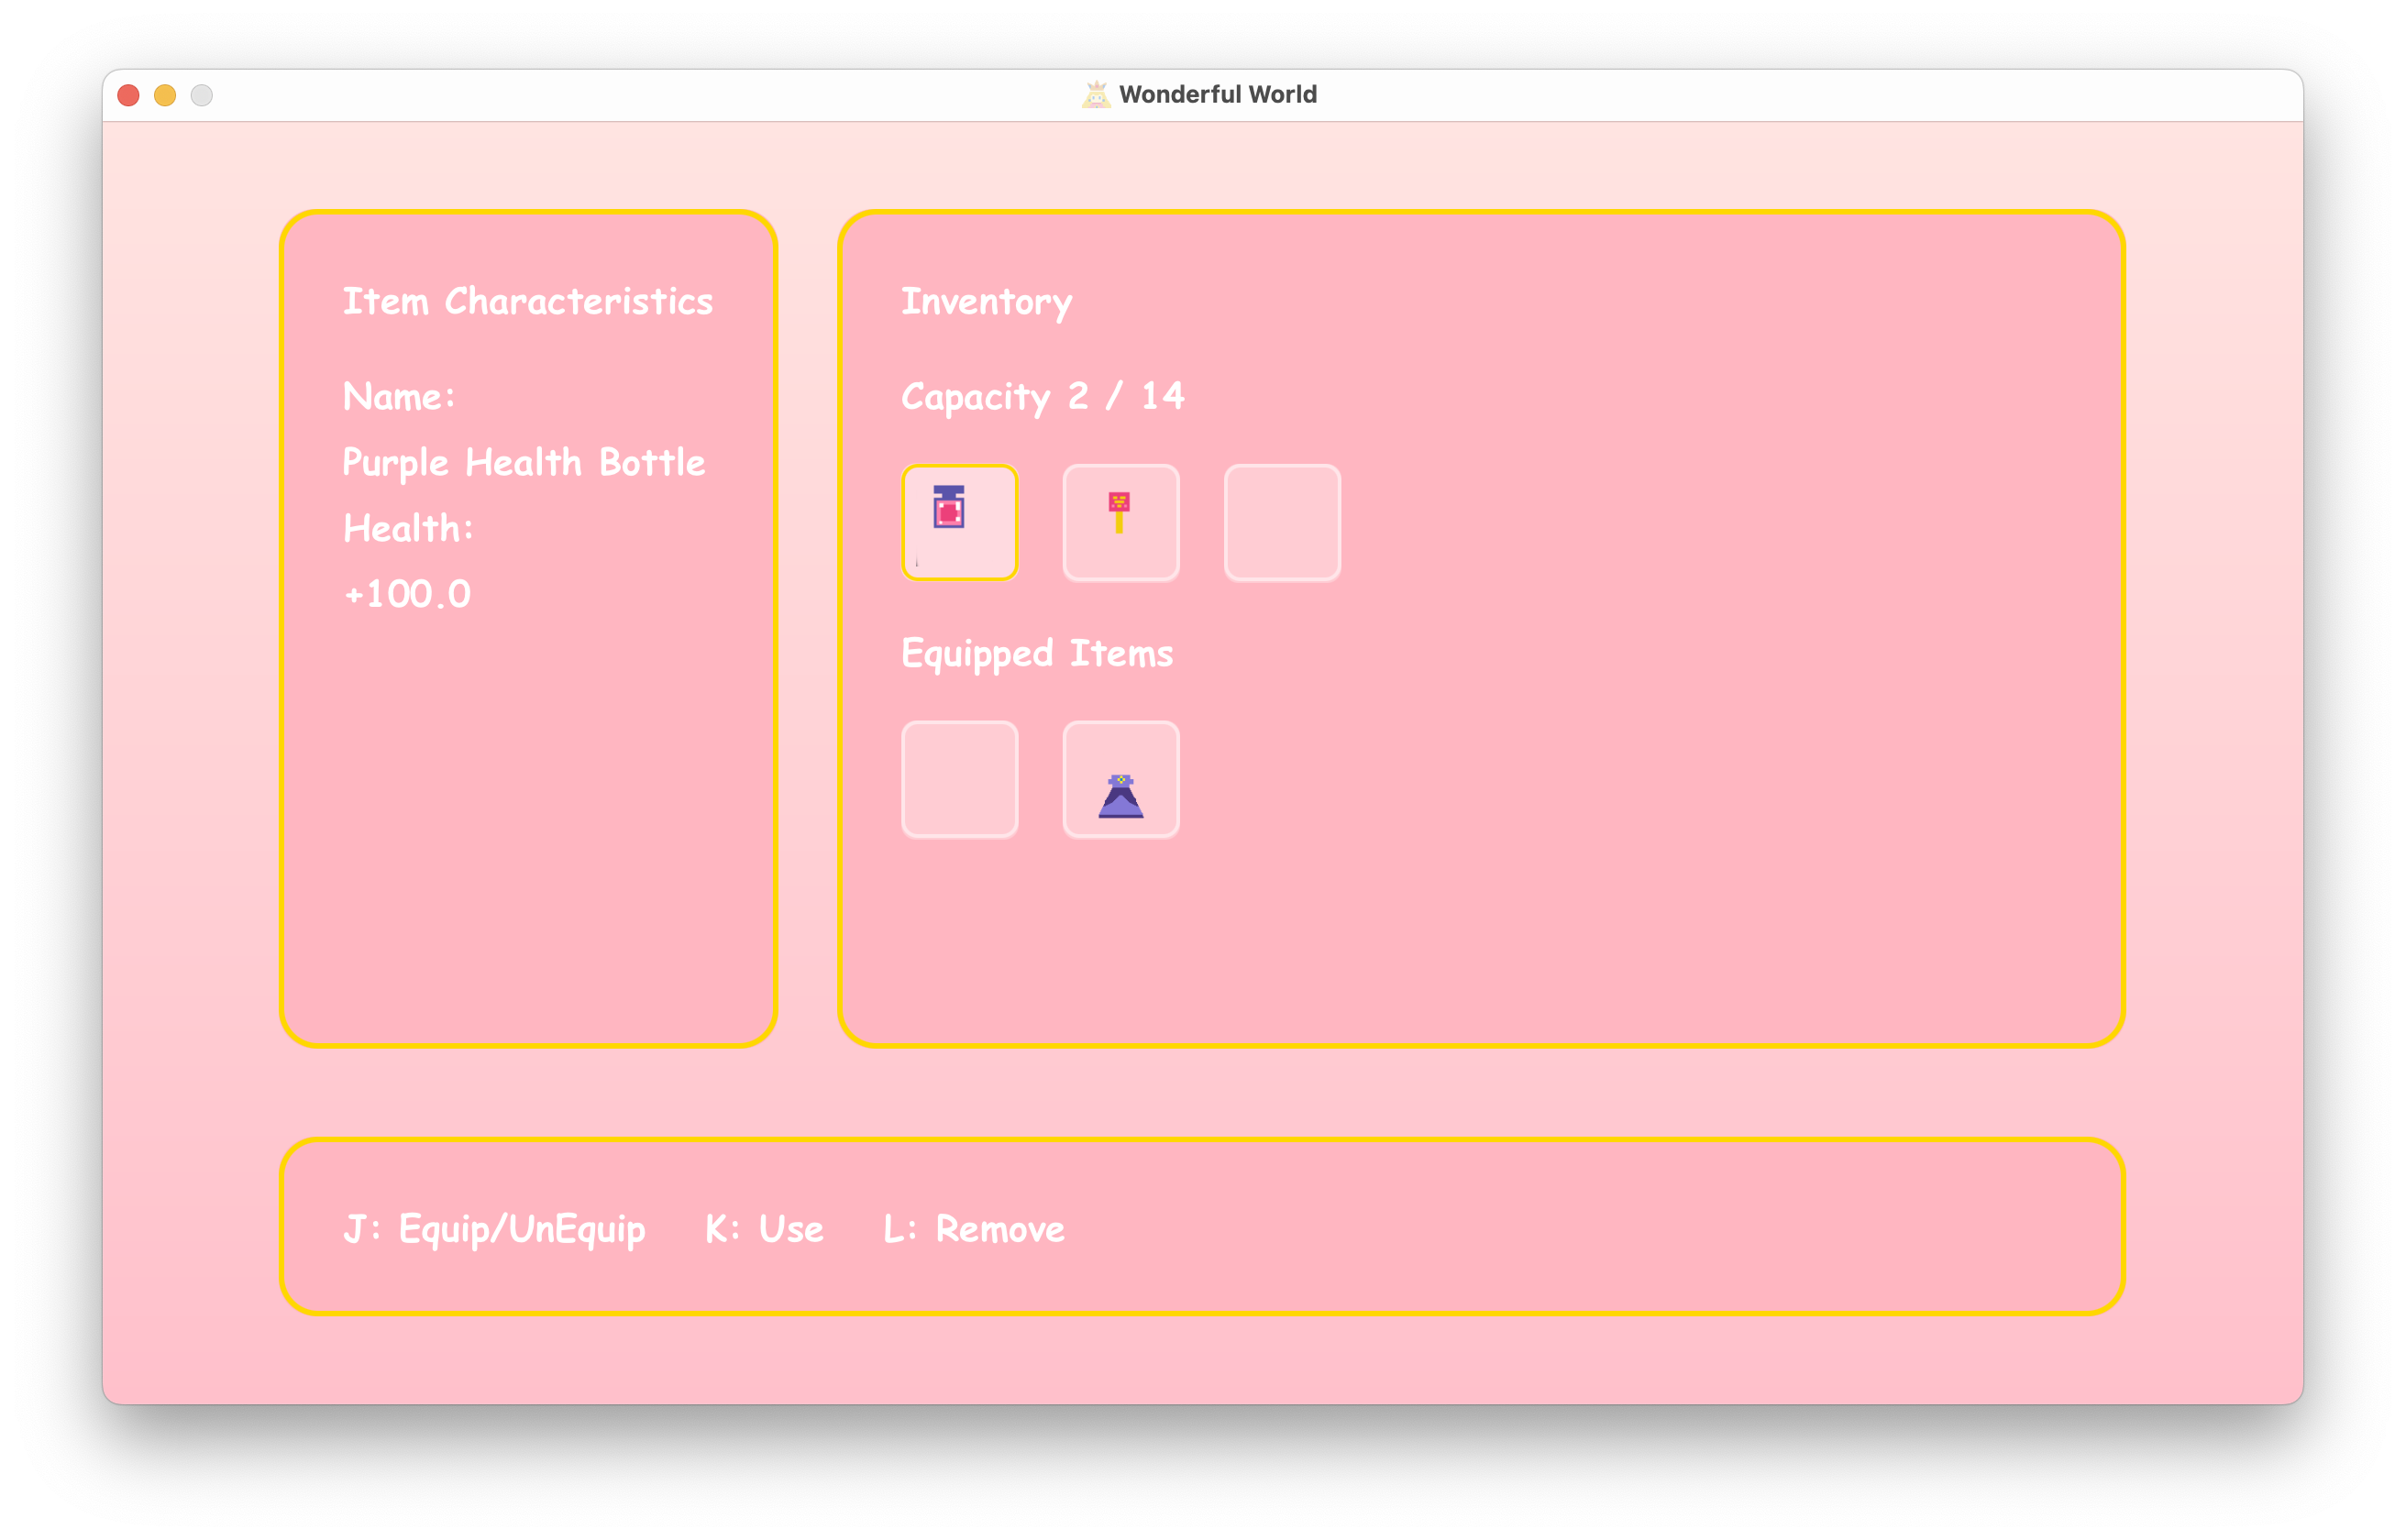 Wonderful World
Item Characteristics
Name:
Purple Health Bottle
Health:
+100.0
Inventory
Capacity 2 / 14
Equipped Items
J: Equip/UnEquip K: Use L: Remove